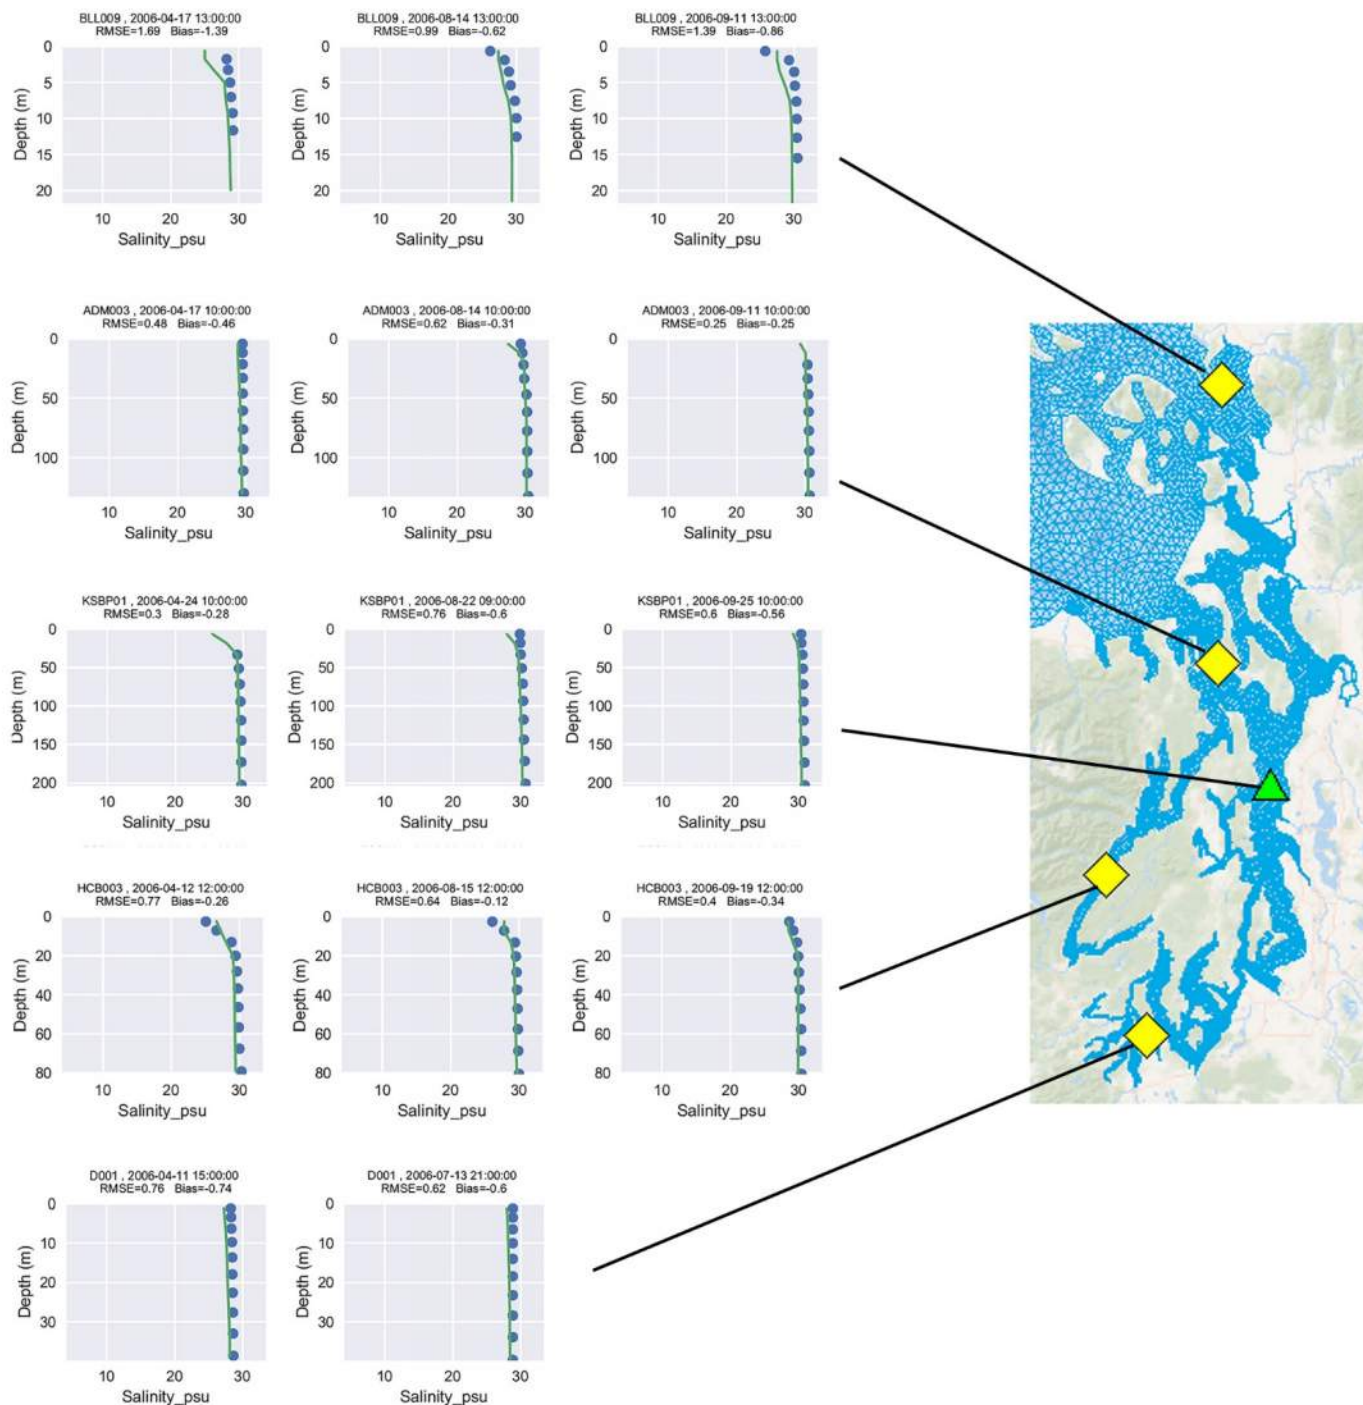 BLL009 , 2006-04-17 13:00:00
RMSE=1.69 Bias=-1.39
0
5
10
15
20
Depth (m)
10 20 30
Salinity_psu
BLL009 , 2006-08-14 13:00:00
RMSE=0.99 Bias=-0.62
0
5
10
15
20
Depth (m)
10 20 30
Salinity_psu
BLL009 , 2006-09-11 13:00:00
RMSE=1.39 Bias=-0.86
0
5
10
15
20
Depth (m)
10 20 30
Salinity_psu
ADM003 , 2006-04-17 10:00:00
RMSE=0.48 Bias=-0.46
0
50
100
Depth (m)
10 20 30
Salinity_psu
ADM003 , 2006-08-14 10:00:00
RMSE=0.62 Bias=-0.31
0
50
100
Depth (m)
10 20 30
Salinity_psu
ADM003 , 2006-09-11 10:00:00
RMSE=0.25 Bias=-0.25
0
50
100
Depth (m)
10 20 30
Salinity_psu
KSBP01 , 2006-04-24 10:00:00
RMSE=0.3 Bias=-0.28
0
50
100
150
200
Depth (m)
10 20 30
Salinity_psu
KSBP01 , 2006-08-22 09:00:00
RMSE=0.76 Bias=-0.6
0
50
100
150
200
Depth (m)
10 20 30
Salinity_psu
KSBP01 , 2006-09-25 10:00:00
RMSE=0.6 Bias=-0.56
0
50
100
150
200
Depth (m)
10 20 30
Salinity_psu
HCB003 , 2006-04-12 12:00:00
RMSE=0.77 Bias=-0.26
0
20
40
60
80
Depth (m)
10 20 30
Salinity_psu
HCB003 , 2006-08-15 12:00:00
RMSE=0.64 Bias=-0.12
0
20
40
60
80
Depth (m)
10 20 30
Salinity_psu
HCB003 , 2006-09-19 12:00:00
RMSE=0.4 Bias=-0.34
0
20
40
60
80
Depth (m)
10 20 30
Salinity_psu
D001 , 2006-04-11 15:00:00
RMSE=0.76 Bias=-0.74
0
10
20
30
Depth (m)
10 20 30
Salinity_psu
D001 , 2006-07-13 21:00:00
RMSE=0.62 Bias=-0.6
0
10
20
30
Depth (m)
10 20 30
Salinity_psu